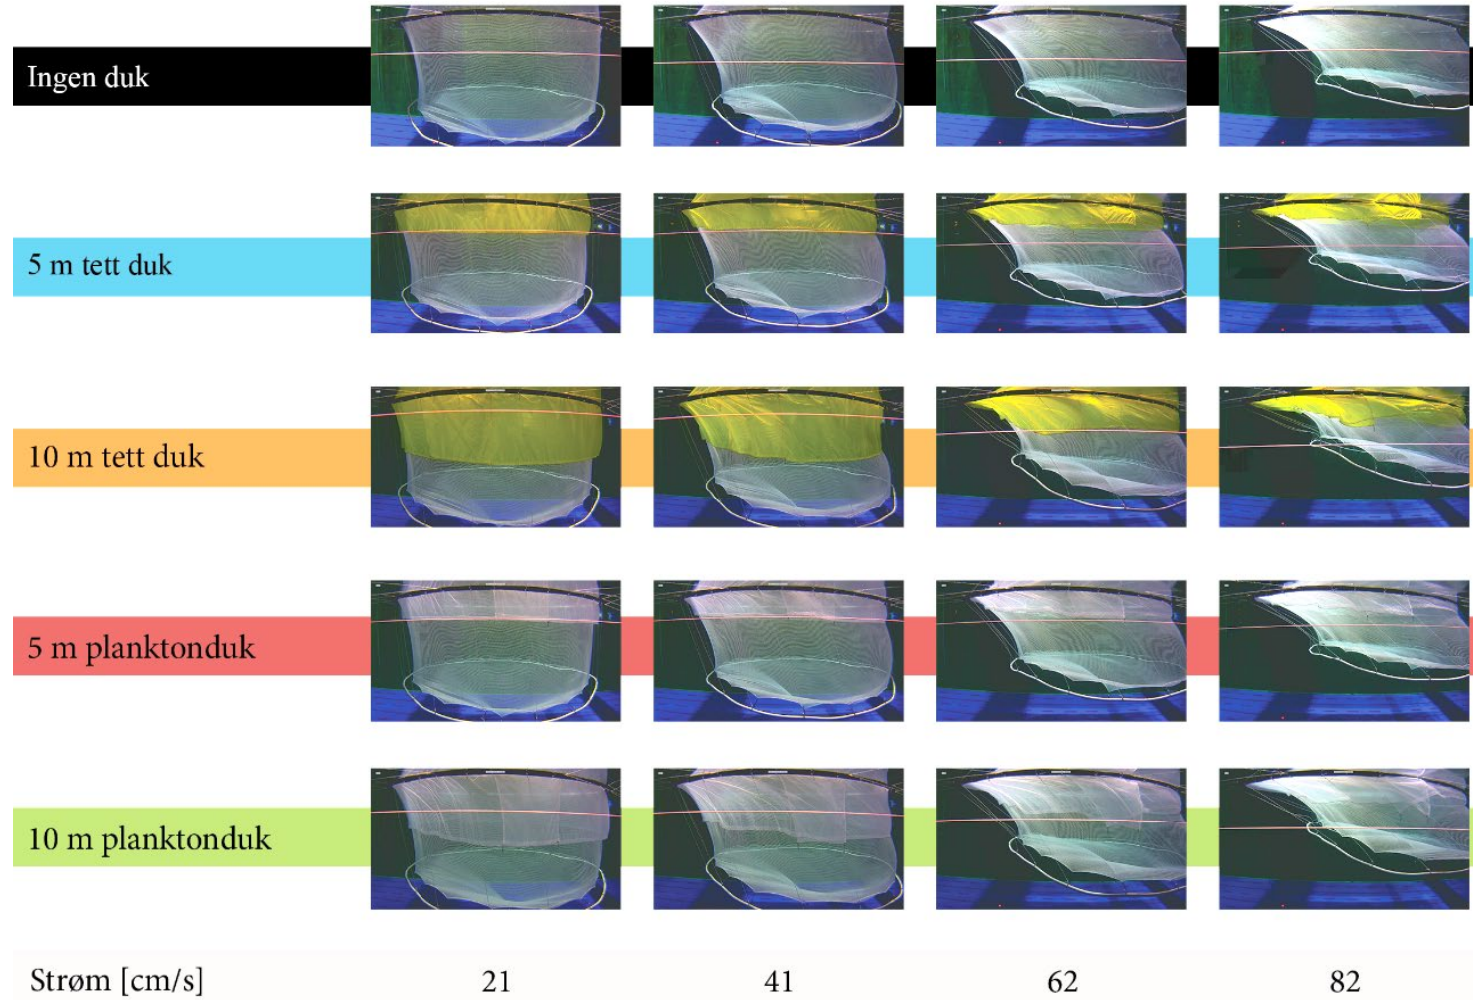 Ingen duk
5 m tett duk
10 m tett duk
5 m planktonduk
10 m planktonduk
Strøm [cm/s] 21 41 62 82